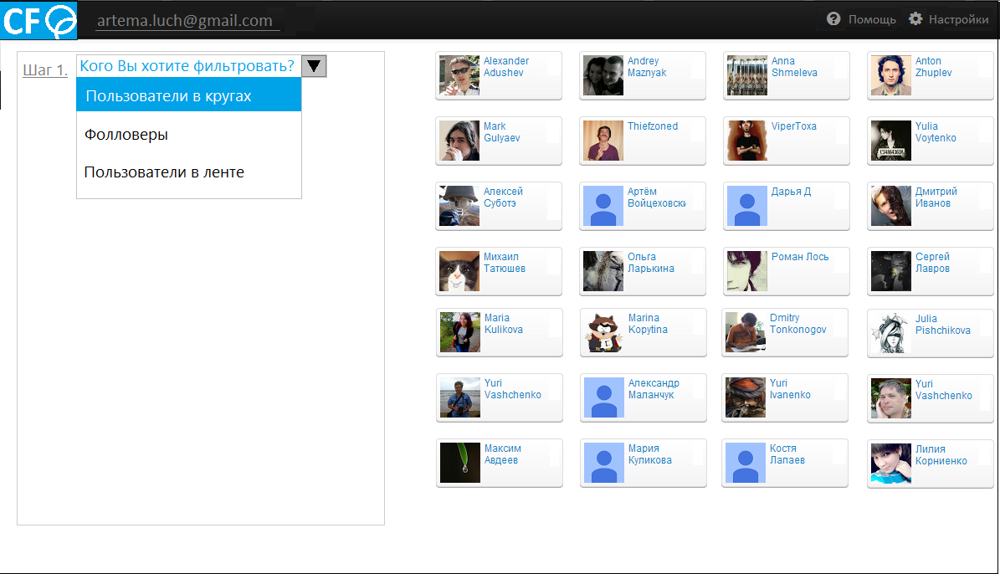 CF
artema.luch@gmail.com
Помощь
Настройки
Шаг 1.
Кого Вы хотите фильтровать?
Пользователи в кругах
Фолловеры
Пользователи в ленте
Alexander
Adushev
Andrey
Maznyak
Anna
Shmeleva
Anton
Zhuplev
Mark
Gulyaev
Thiefzoned
ViperToxa
Yulia
Voytenko
Алексей
Суботэ
Артём
Войцеховски
Дарья Д
Дмитрий
Иванов
Михаил
Татюшев
Ольга
Ларькина
Роман Лось
Сергей
Лавров
Maria
Kulikova
Marina
Kopytina
Dmitry
Tonkonogov
Julia
Pishchikova
Yuri
Vashchenko
Александр
Маланчук
Yuri
Ivanenko
Yuri
Vashchenko
Максим
Авдеев
Мария
Куликова
Костя
Лапаев
Лилия
Корниенко